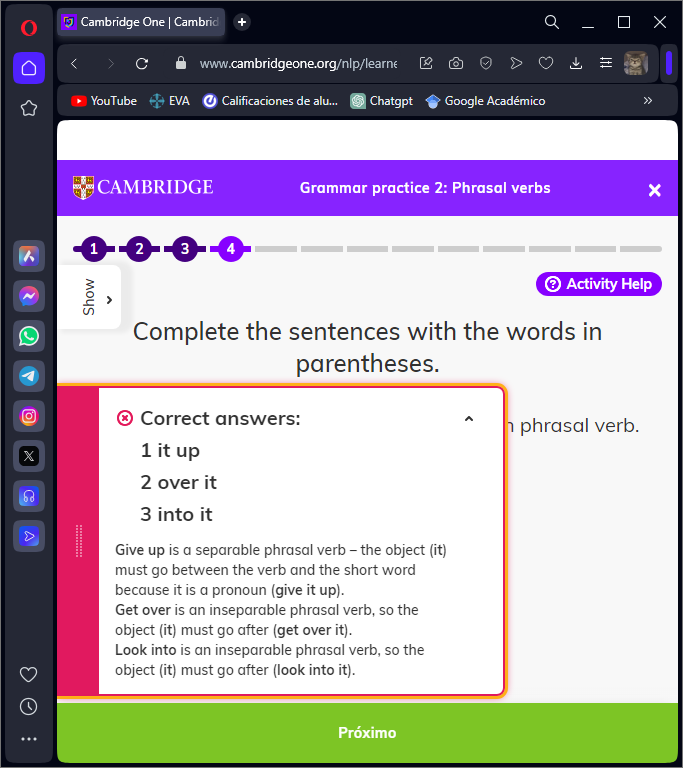 Cambridge One | Cambrid
www.cambridgeone.org/nlp/learne
YouTube
EVA
Calificaciones de alu...
Chatgpt
Google Académico
CAMBRIDGE
Grammar practice 2: Phrasal verbs
1 2 3 4
Show
Activity Help
Complete the sentences with the words in
parentheses.
phrasal verb.
Correct answers:
1 it up
2 over it
3 into it
Give up is a separable phrasal verb – the object (it)
must go between the verb and the short word
because it is a pronoun (give it up).
Get over is an inseparable phrasal verb, so the
object (it) must go after (get over it).
Look into is an inseparable phrasal verb, so the
object (it) must go after (look into it).
Próximo